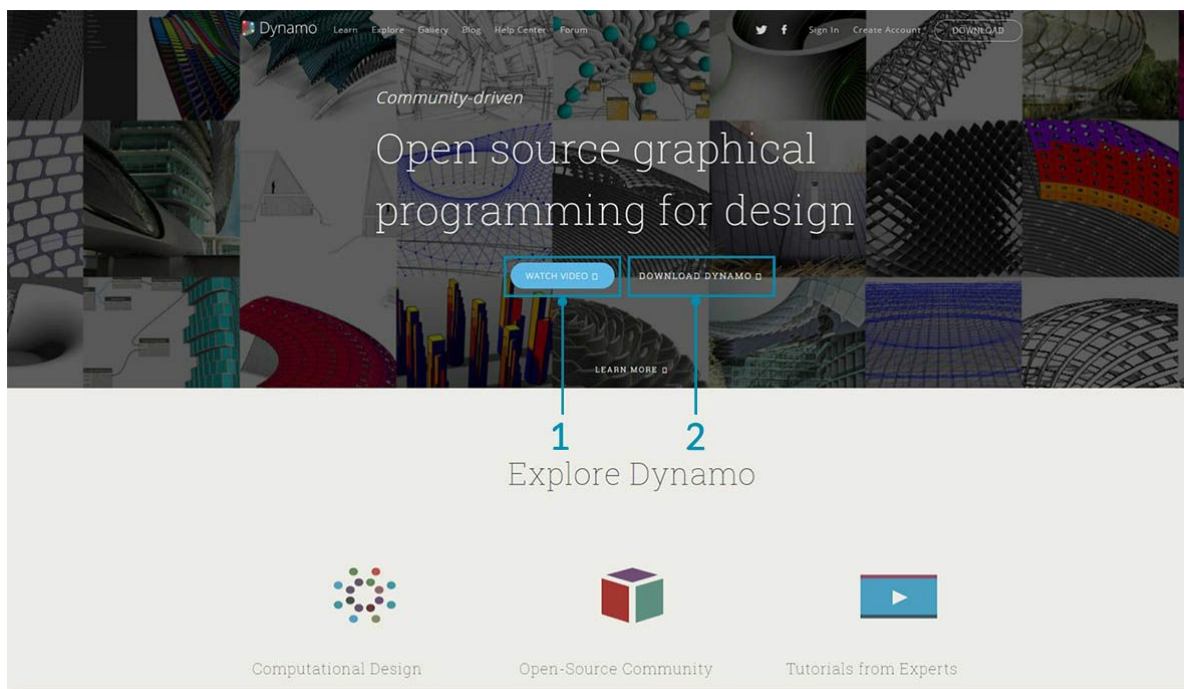 Dynamo Learn Explore Gallery Blog Help Center Forum Sign In Create Account DOWNLOAD
Community-driven
Open source graphical
programming for design
WATCH VIDEO DOWNLOAD DYNAMO
LEARN MORE
1 2
Explore Dynamo
Computational Design Open-Source Community Tutorials from Experts